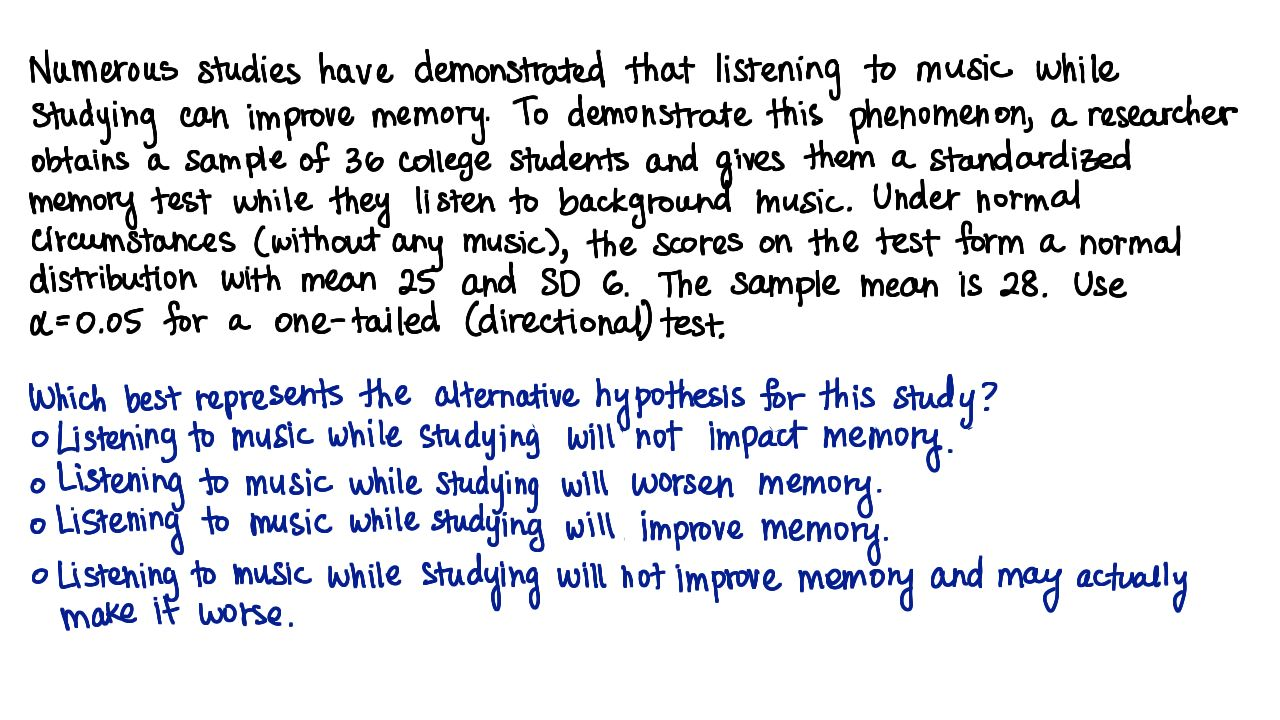 Numerous studies have demonstrated that listening to music while
studying can improve memory. To demonstrate this phenomenon, a researcher
obtains a sample of 36 college students and gives them a standardized
memory test while they listen to background music. Under normal
circumstances (without any music), the scores on the test form a normal
distribution with mean 25 and SD 6. The sample mean is 28. Use
α=0.05 for a one-tailed (directional) test.
Which best represents the alternative hypothesis for this study?
○ Listening to music while studying will not impact memory.
○ Listening to music while studying will worsen memory.
○ Listening to music while studying will improve memory.
○ Listening to music while studying will not improve memory and may actually
make it worse.